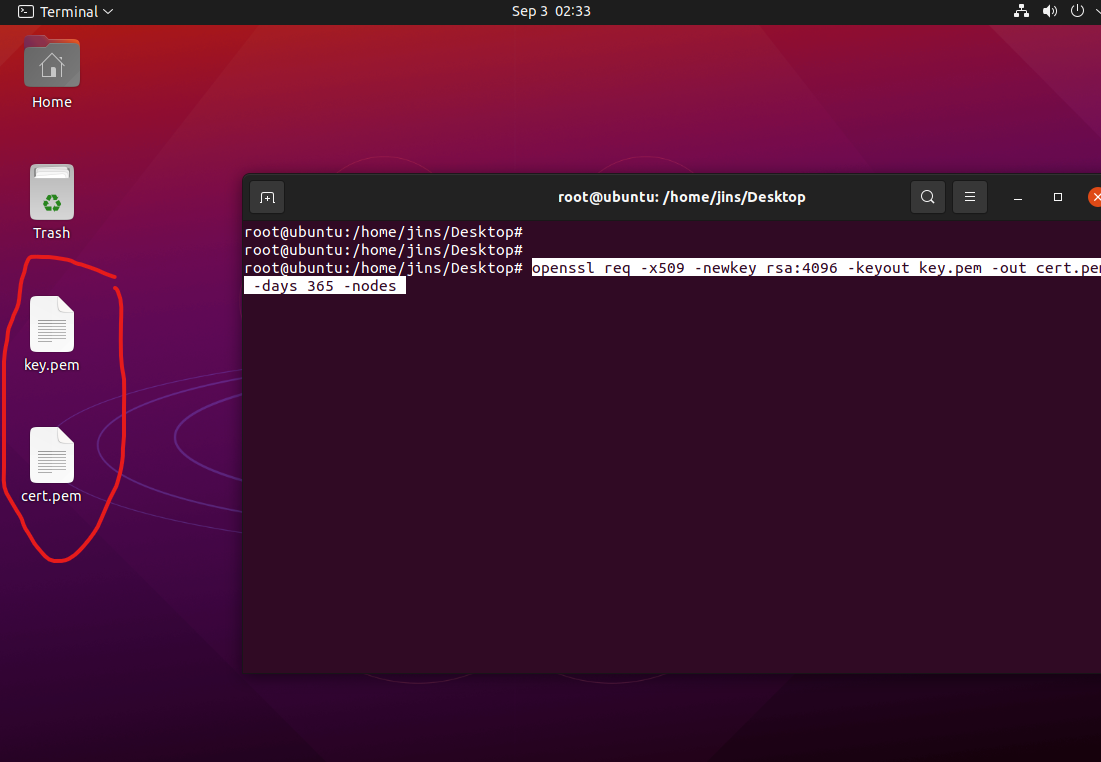 Terminal
Sep 3 02:33
Home
Trash
key.pem
cert.pem
root@ubuntu: /home/jins/Desktop
root@ubuntu:/home/jins/Desktop#
root@ubuntu:/home/jins/Desktop#
root@ubuntu:/home/jins/Desktop# openssl req -x509 -newkey rsa:4096 -keyout key.pem -out cert.pem
-days 365 -nodes